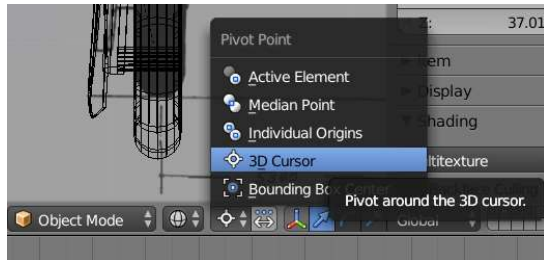 Z: 37.01
Pivot Point
Item
Active Element
Display
Median Point
Shading
Individual Origins
3D Cursor
Multitexture
Bounding Box Center
Pivot around the 3D cursor.
Object Mode
Global